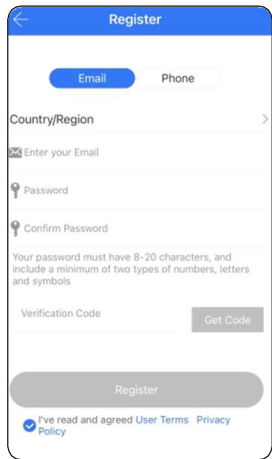 Register
Email Phone
Country/Region
Enter your Email
Password
Confirm Password
Your password must have 8-20 characters, and
include a minimum of two types of numbers, letters
and symbols
Verification Code
Get Code
Register
I've read and agreed User Terms Privacy
Policy